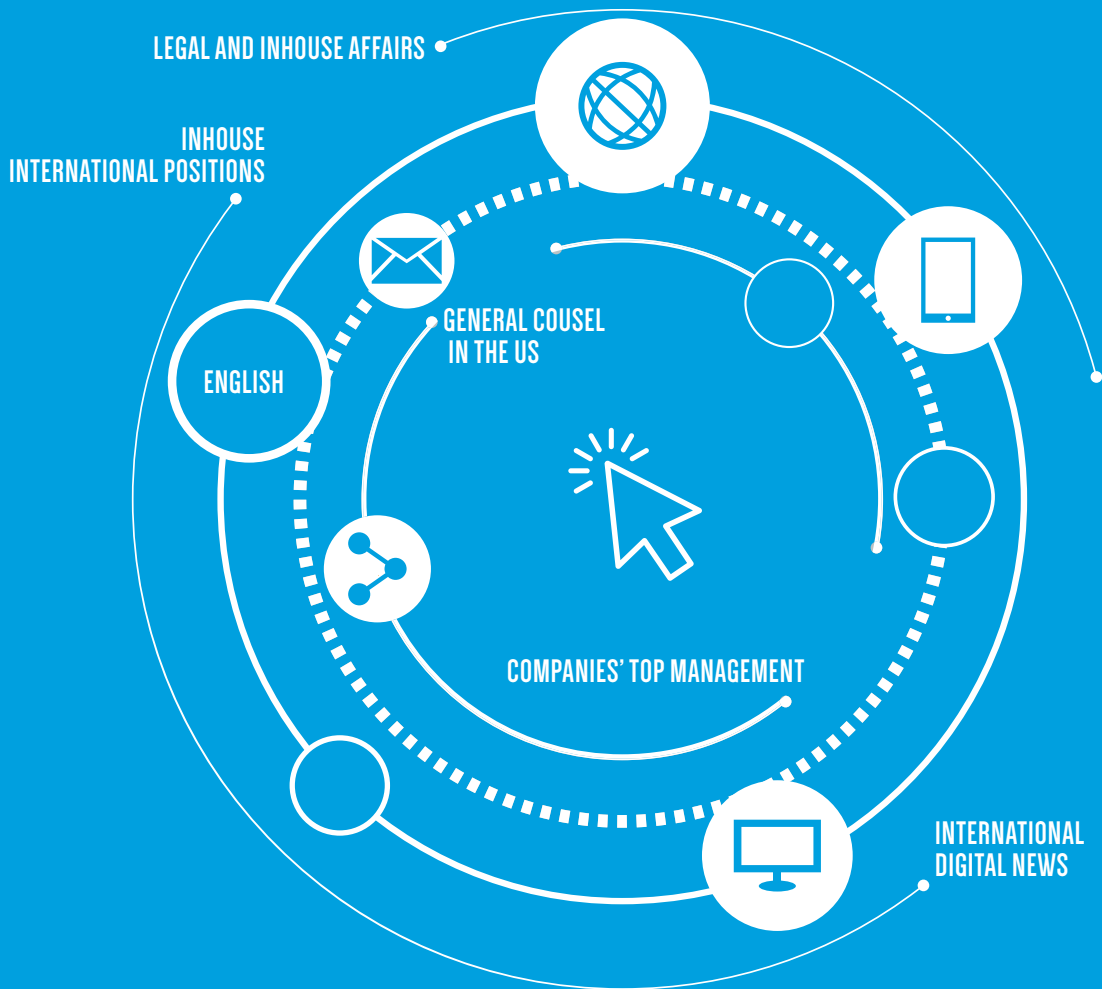 LEGAL AND INHOUSE AFFAIRS
INHOUSE
INTERNATIONAL POSITIONS
GENERAL COUSEL
IN THE US
ENGLISH
COMPANIES' TOP MANAGEMENT
INTERNATIONAL
DIGITAL NEWS